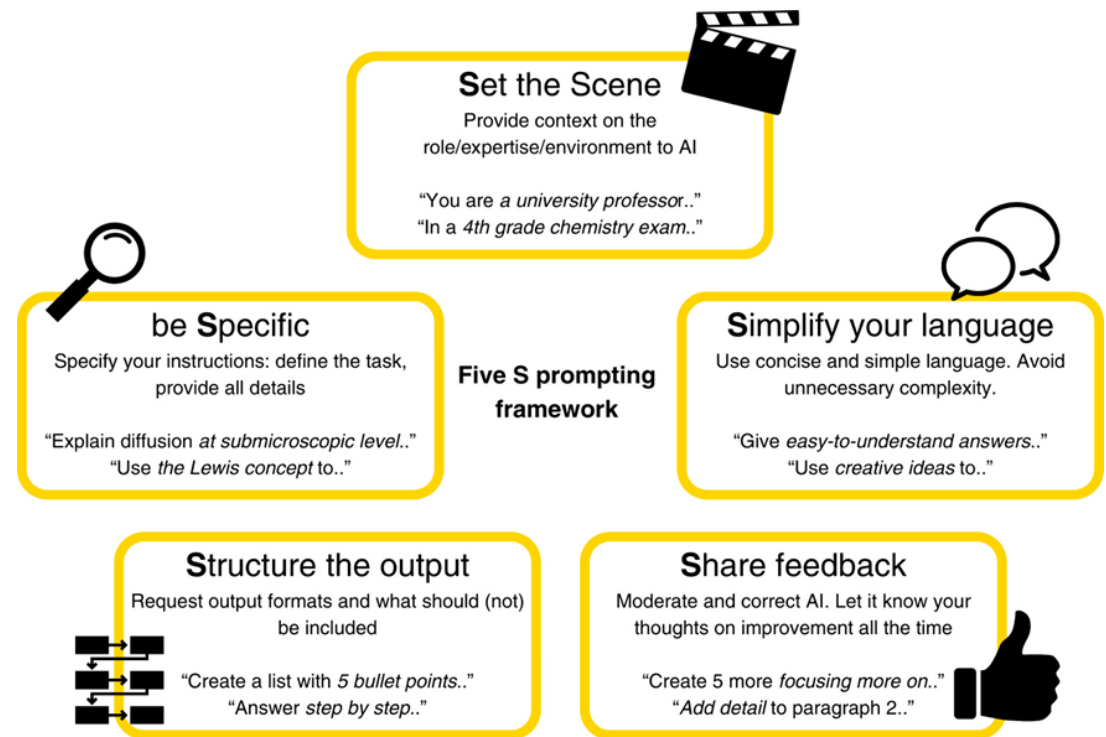 Set the Scene
Provide context on the
role/expertise/environment to AI
“You are a university professor..”
“In a 4th grade chemistry exam..”
be Specific
Specify your instructions: define the task,
provide all details
“Explain diffusion at submicroscopic level..”
“Use the Lewis concept to..”
Five S prompting
framework
Simplify your language
Use concise and simple language. Avoid
unnecessary complexity.
“Give easy-to-understand answers..”
“Use creative ideas to..”
Structure the output
Request output formats and what should (not)
be included
“Create a list with 5 bullet points..”
“Answer step by step..”
Share feedback
Moderate and correct AI. Let it know your
thoughts on improvement all the time
“Create 5 more focusing more on..”
“Add detail to paragraph 2..”